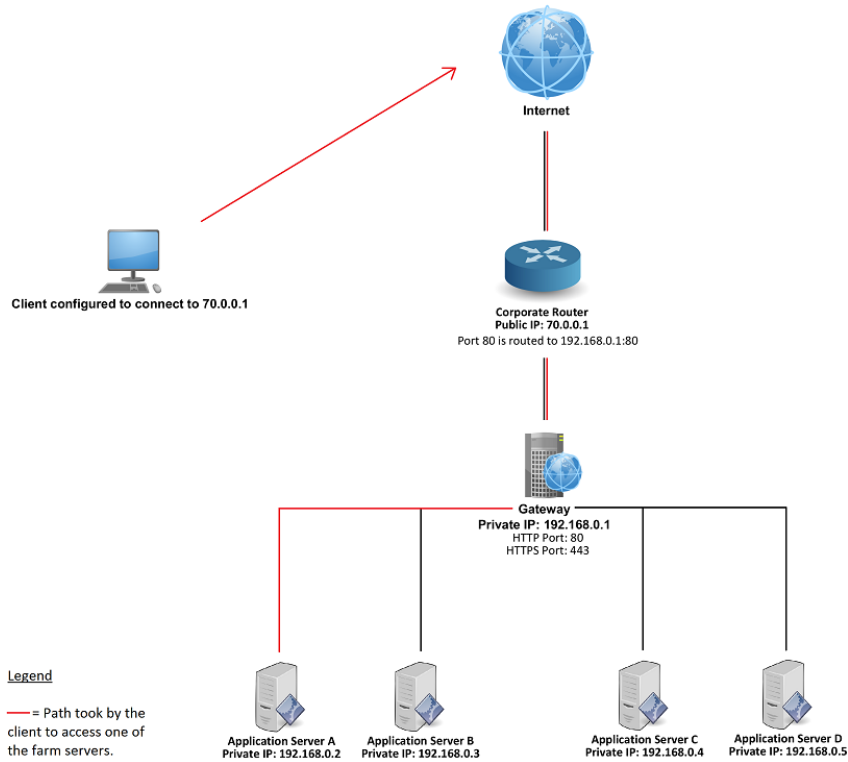 Internet
Client configured to connect to 70.0.0.1
Corporate Router
Public IP: 70.0.0.1
Port 80 is routed to 192.168.0.1:80
Gateway
Private IP: 192.168.0.1
HTTP Port: 80
HTTPS Port: 443
Legend
= Path took by the
client to access one of
the farm servers.
Application Server A
Private IP: 192.168.0.2
Application Server B
Private IP: 192.168.0.3
Application Server C
Private IP: 192.168.0.4
Application Server D
Private IP: 192.168.0.5